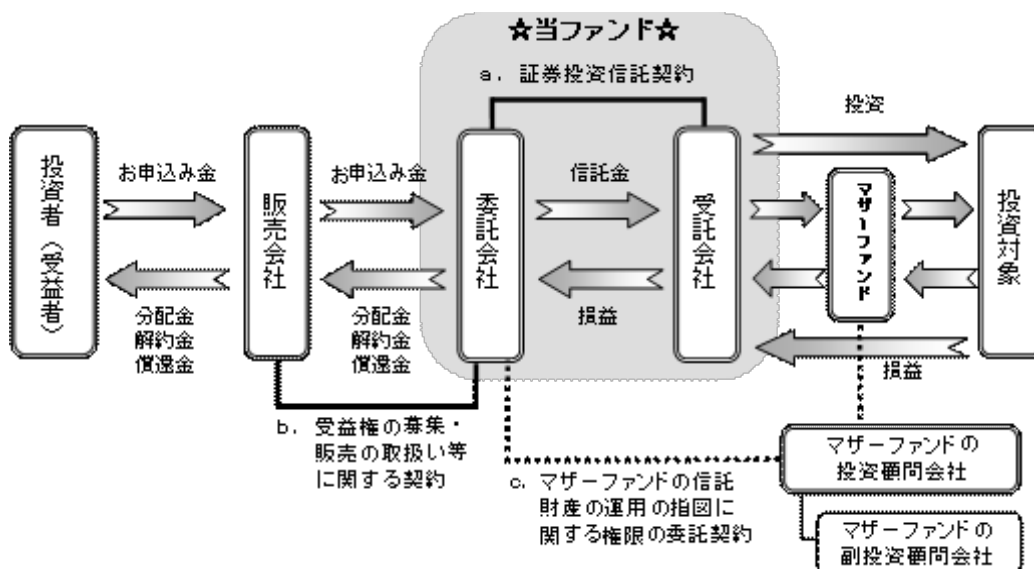 ★当ファンド★
a．証券投資信託契約
投資
投資者（受益者）
お申込み金
販売会社
お申込み金
委託会社
信託金
受託会社
マザーファンド
投資対象
分配金
解約金
償還金
分配金
解約金
償還金
損益
損益
b．受益権の募集・
販売の取扱い等
に関する契約
c．マザーファンドの信託
財産の運用の指図に
関する権限の委託契約
マザーファンドの
投資顧問会社
マザーファンドの
副投資顧問会社